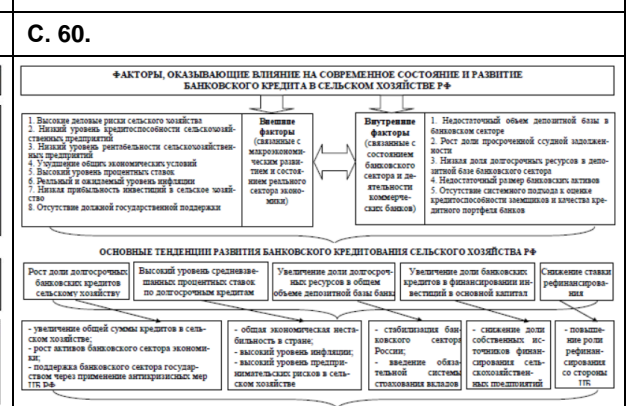 С. 60.
ФАКТОРЫ, ОКАЗЫВАЮЩИЕ ВЛИЯНИЕ НА СОВРЕМЕННОЕ СОСТОЯНИЕ И РАЗВИТИЕ
БАНКОВСКОГО КРЕДИТА В СЕЛЬСКОМ ХОЗЯЙСТВЕ РФ
1. Высокие деловые риски сельского хозяйства
2. Низкий уровень кредитоспособности сельскохозяй-
ственных предприятий
3. Низкий уровень рентабельности сельскохозяйствен-
ных предприятий
4. Ухудшение общих экономических условий
5. Высокий уровень процентных ставок
6. Реальный и ожидаемый уровень инфляции
7. Низкая прибыльность инвестиций в сельское хозяй-
ство
8. Отсутствие должной государственной поддержки
Внешние
факторы
(связанные с
макроэкономи-
ческим разви-
тием и состоя-
нием реального
сектора эконо-
мики)
Внутренние
факторы
(связанные с
состоянием
банковского
сектора и де-
ятельности
коммерче-
ских банков)
1. Недостаточный объем депозитной базы в
банковском секторе
2. Рост доли просроченной ссудной задолжен-
ности
3. Низкая доля долгосрочных ресурсов в депо-
зитной базе банковского сектора
4. Недостаточный размер банковских активов
5. Отсутствие системного подхода к оценке
кредитоспособности заемщиков и качества кре-
дитного портфеля банков
ОСНОВНЫЕ ТЕНДЕНЦИИ РАЗВИТИЯ БАНКОВСКОГО КРЕДИТОВАНИЯ СЕЛЬСКОГО ХОЗЯЙСТВА РФ
Рост доли долгосрочных
банковских кредитов
сельскому хозяйству
Высокий уровень средневзве-
шанных процентных ставок
по долгосрочным кредитам
Увеличение доли долгосроч-
ных ресурсов в общем
объеме депозитной базы банка
Увеличение доли банковских
кредитов в финансировании ин-
вестиций в основной капитал
Снижение ставки
рефинансирова-
ния
- увеличение общей суммы кредитов в сель-
ском хозяйстве;
- рост активов банковского сектора экономи-
ки;
- поддержка банковского сектора государ-
ством через применение антикризисных мер
ЦБ РФ
- общая экономическая неста-
бильность в стране;
- высокий уровень инфляции;
- высокий уровень предпри-
нимательских рисков в сель-
ском хозяйстве
- стабилизация бан-
ковского сектора
России;
- введение обяза-
тельной системы
страхования вкладов
- снижение доли
собственных ис-
точников финан-
сирования сель-
скохозяйствен-
ных предприятий
- повыше-
ние роли
рефинан-
сирования
со стороны
ЦБ